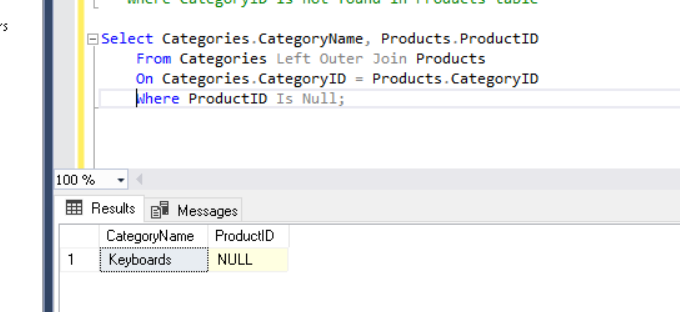 where CategoryID is not found in Products table
Select Categories.CategoryName, Products.ProductID
From Categories Left Outer Join Products
On Categories.CategoryID = Products.CategoryID
Where ProductID Is Null;
100 %
Results Messages
CategoryName ProductID
1 Keyboards NULL